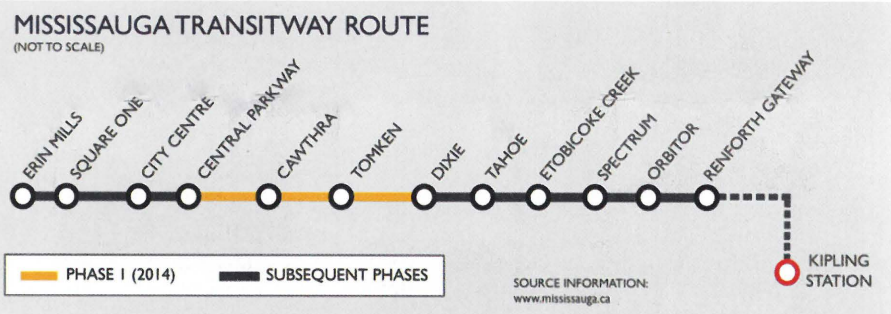 MISSISSAUGA TRANSITWAY ROUTE
(NOT TO SCALE)
ERIN MILLS
SQUARE ONE
CITY CENTRE
CENTRAL PARKWAY
CAWTHRA
TOMKEN
DIXIE
TAHOE
ETOBICOKE CREEK
SPECTRUM
ORBITOR
RENFORTH GATEWAY
KIPLING
STATION
PHASE 1 (2014)
SUBSEQUENT PHASES
SOURCE INFORMATION:
www.mississauga.ca